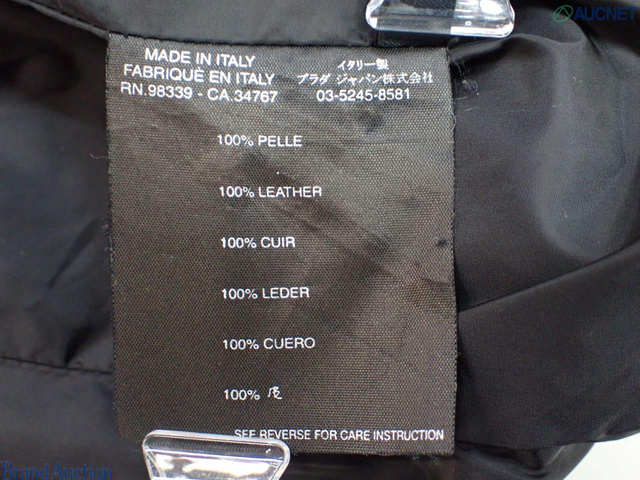 AUCNET
MADE IN ITALY
FABRIQUÉ EN ITALY
RN.98339 - CA.34767
イタリー製
プラダ ジャパン株式会社
03-5245-8581
100% PELLE
100% LEATHER
100% CUIR
100% LEDER
100% CUERO
100% 皮
SEE REVERSE FOR CARE INSTRUCTION
Brand Auction